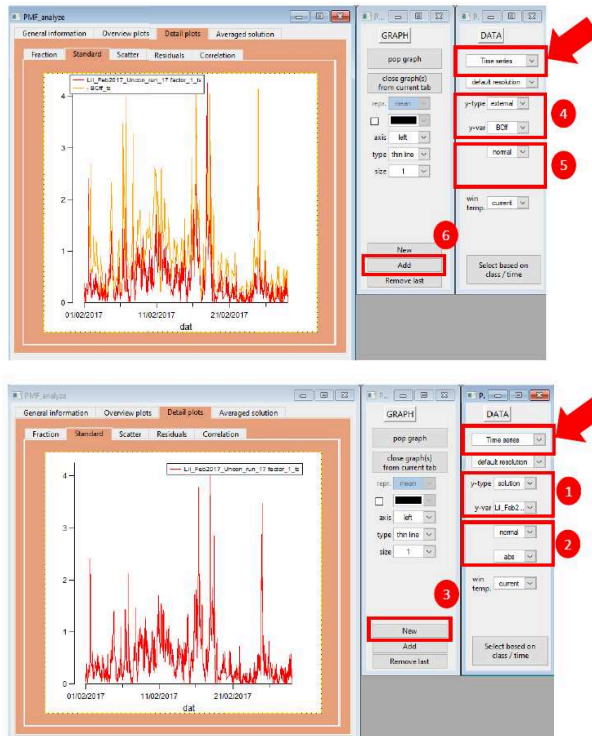 PMF_analyze
General information Overview plots Detail plots Averaged solution
Fraction Standard Scatter Residuals Correlation
Lil_Feb2017_Uncon_run_17 factor_1_ts
- BCff_ts
4
3
2
1
0
01/02/2017 11/02/2017 21/02/2017
dat
P...
GRAPH
pop graph
close graph(s)
from current tab
repr. mean
axis left
type thin line
size 1
6
New
Add
Remove last
P...
DATA
Time series
default resolution
y-type external
4
y-var BCff
normal
5
win
temp. current
Select based on
class / time
PMF_analyze
General information Overview plots Detail plots Averaged solution
Fraction Standard Scatter Residuals Correlation
Lil_Feb2017_Uncon_run_17 factor_1_ts
4
3
2
1
0
01/02/2017 11/02/2017 21/02/2017
dat
P...
GRAPH
pop graph
close graph(s)
from current tab
repr. mean
axis left
type thin line
size 1
3
New
Add
Remove last
P.
DATA
Time series
default resolution
y-type solution
1
y-var Lil_Feb2...
normal
2
abs
win
temp. current
Select based on
class / time